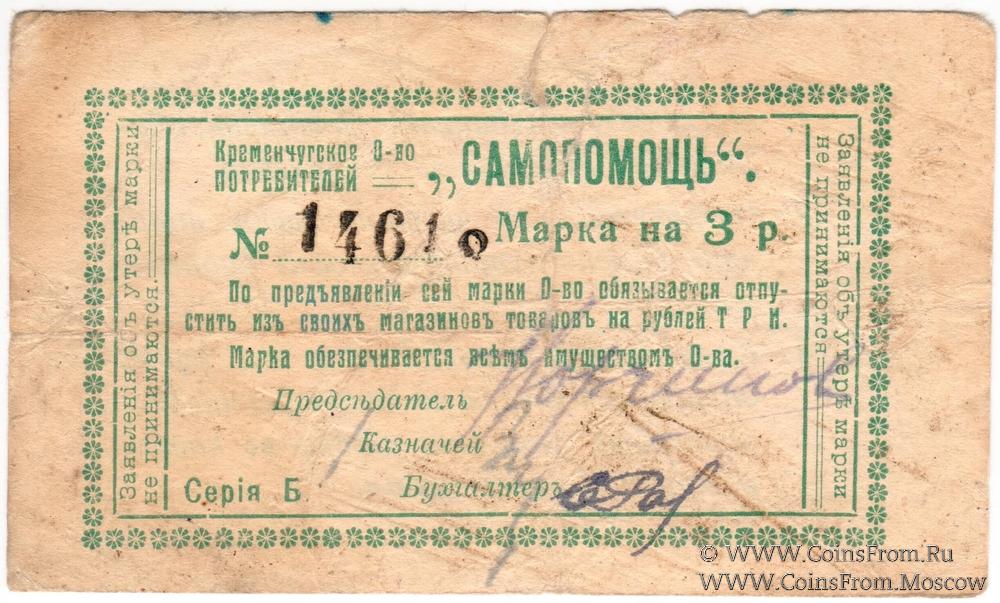 Кременчугское О-во
ПОТРЕБИТЕЛЕЙ
„САМОПОМОЩЬ“.
№ 14610
Марка на 3 р.
По предъявленіи сей марки О-во обязывается отпу-
стить изъ своихъ магазиновъ товаровъ на рублей ТРИ.
Марка обезпечивается всѣмъ имуществомъ О-ва.
Предсѣдатель
Казначей
Серія Б
Бухгалтеръ
Заявленія объ утерѣ марки
не принимаются.
Заявленія объ утерѣ марки
не принимаются.
© WWW.CoinsFrom.Ru
WWW.CoinsFrom.Moscow